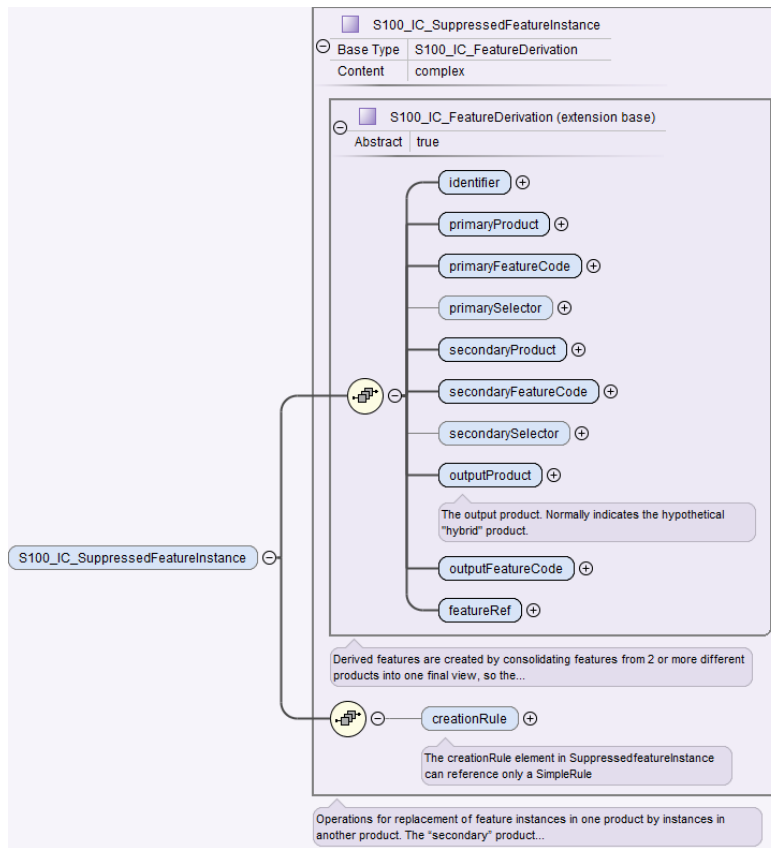 S100_IC_SuppressedFeatureInstance
Base Type S100_IC_FeatureDerivation
Content complex
S100_IC_FeatureDerivation (extension base)
Abstract true
identifier
primaryProduct
primaryFeatureCode
primarySelector
secondaryProduct
secondaryFeatureCode
secondarySelector
outputProduct
The output product. Normally indicates the hypothetical
"hybrid" product.
outputFeatureCode
featureRef
Derived features are created by consolidating features from 2 or more different
products into one final view, so the...
S100_IC_SuppressedFeatureInstance
creationRule
The creationRule element in SuppressedfeatureInstance
can reference only a SimpleRule
Operations for replacement of feature instances in one product by instances in
another product. The "secondary" product...